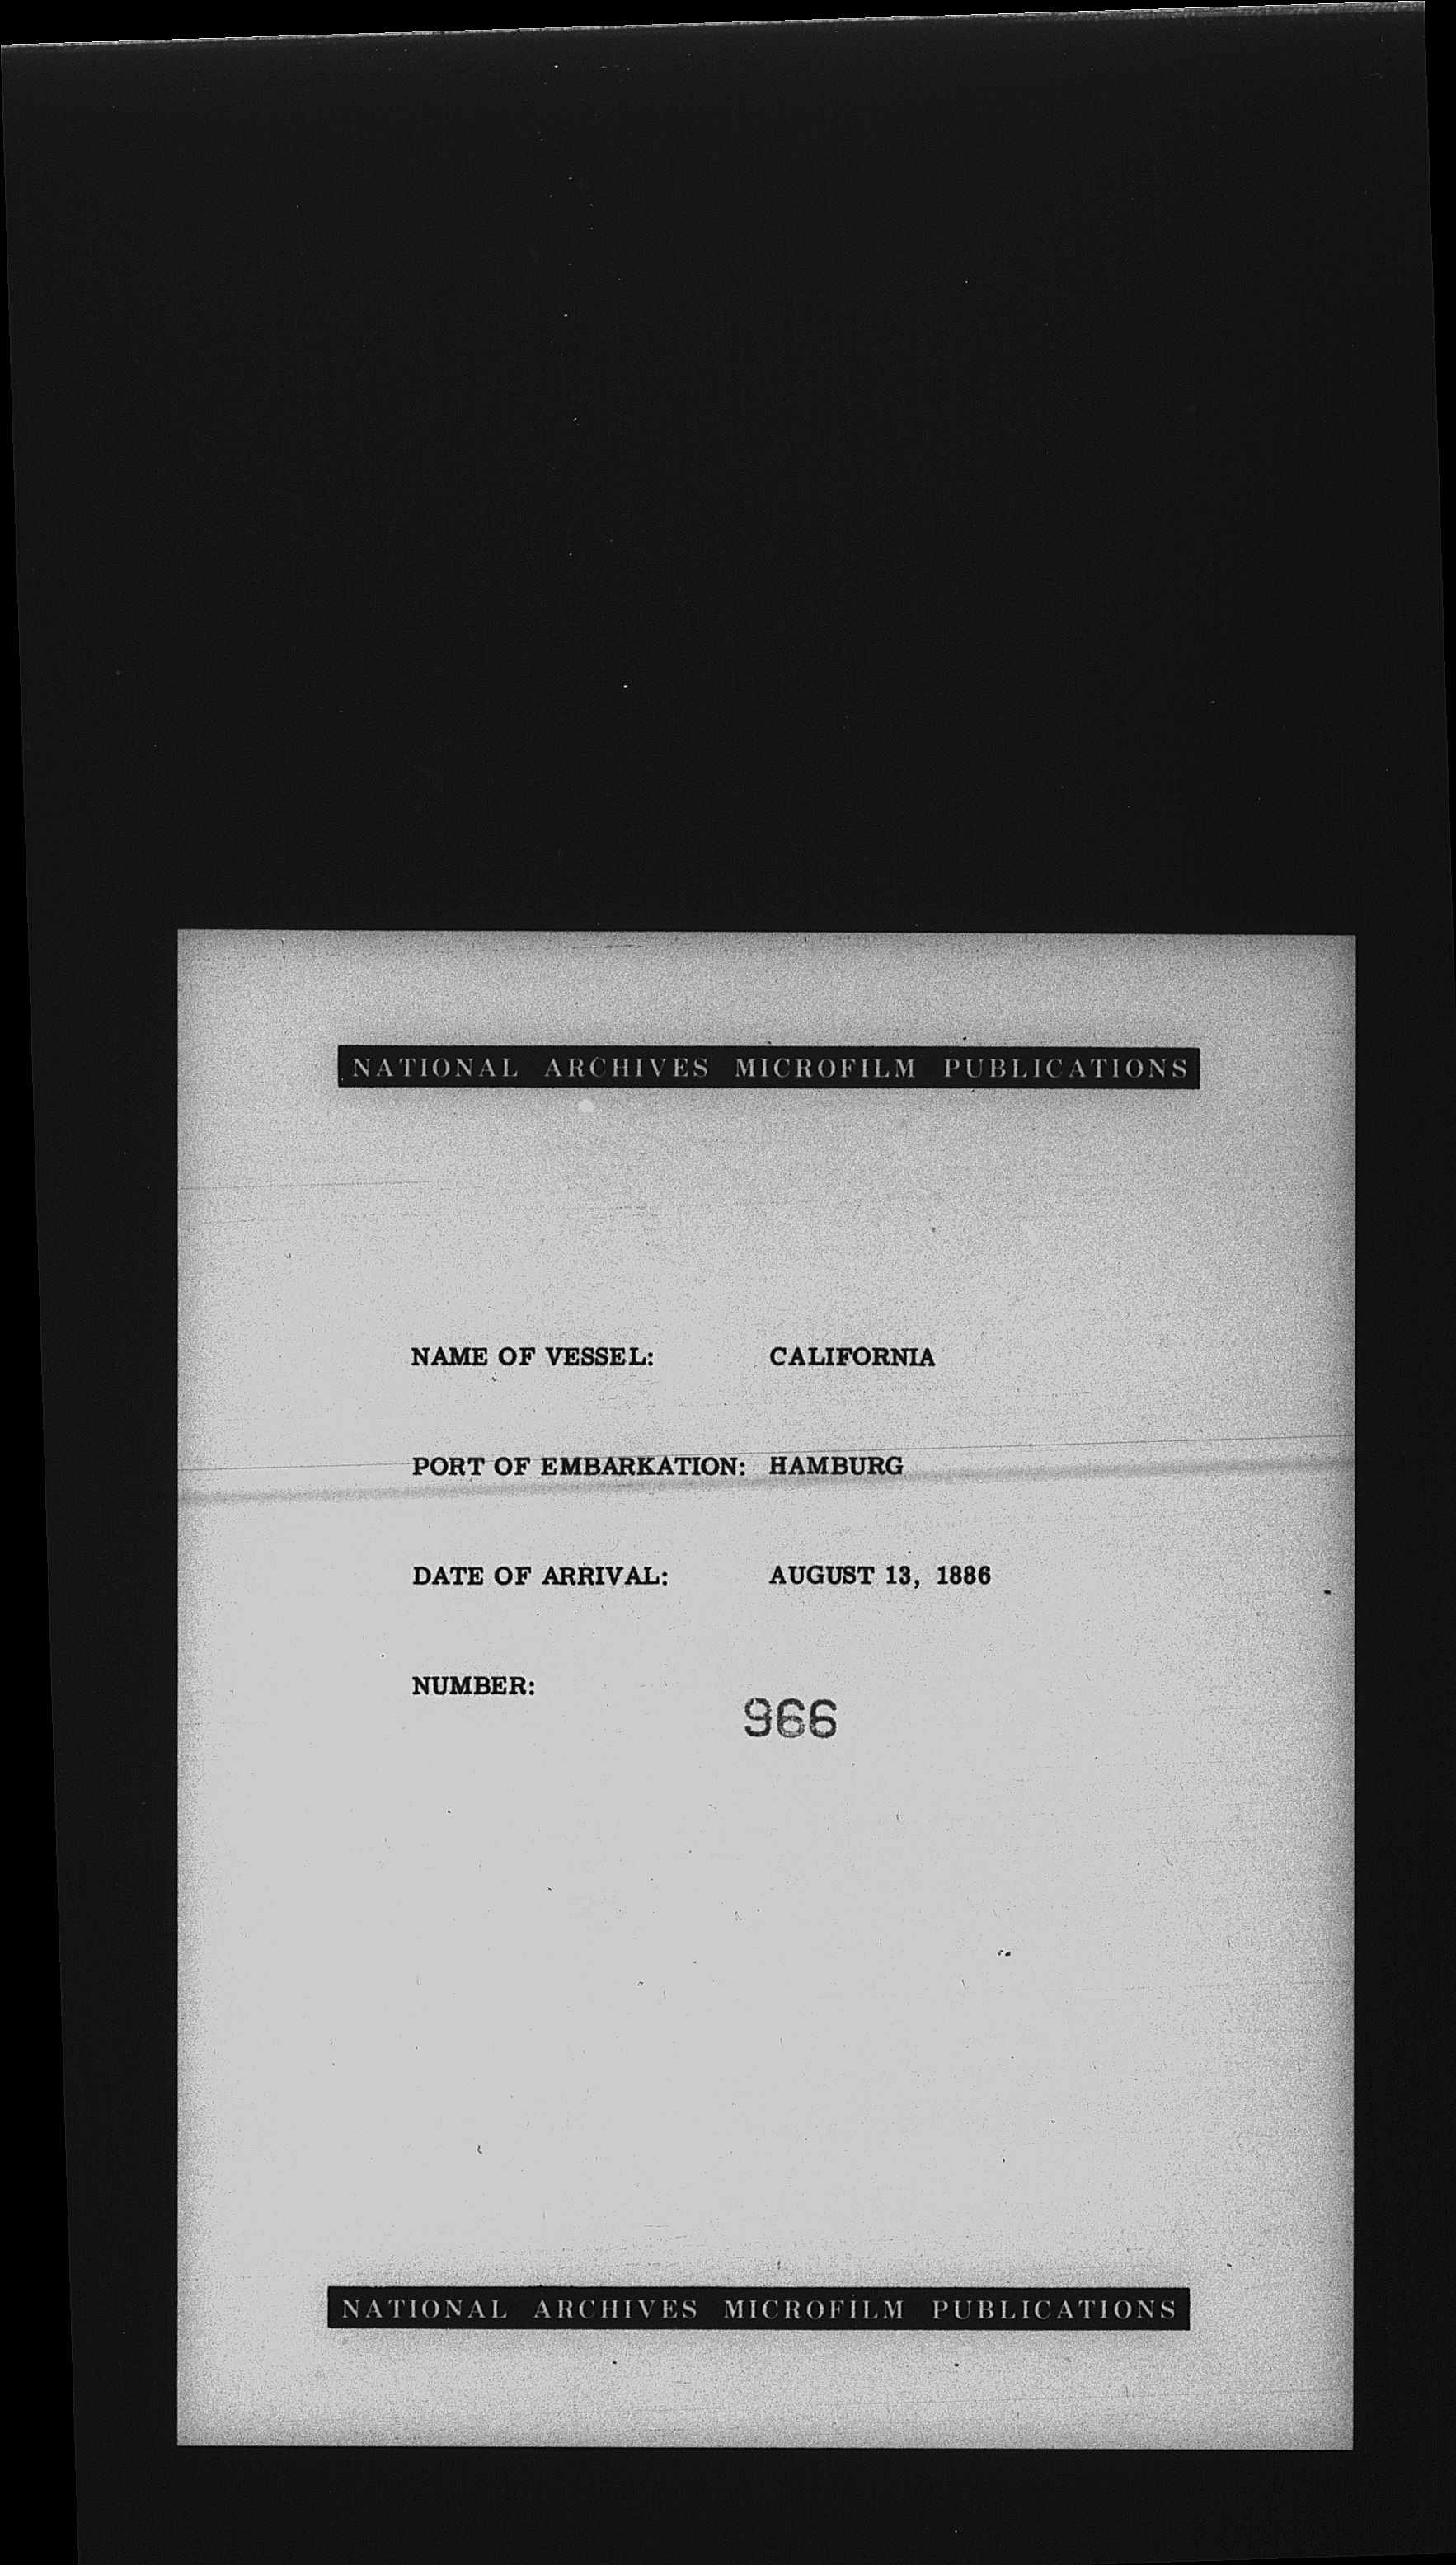 NATIONAL ARCHIVES MICROFILM PUBLICATIONS
NAME OF VESSEL: CALIFORNIA
PORT OF EMBARKATION: HAMBURG
DATE OF ARRIVAL: AUGUST 13, 1886
NUMBER:
966
NATIONAL ARCHIVES MICROFILM PUBLICATIONS